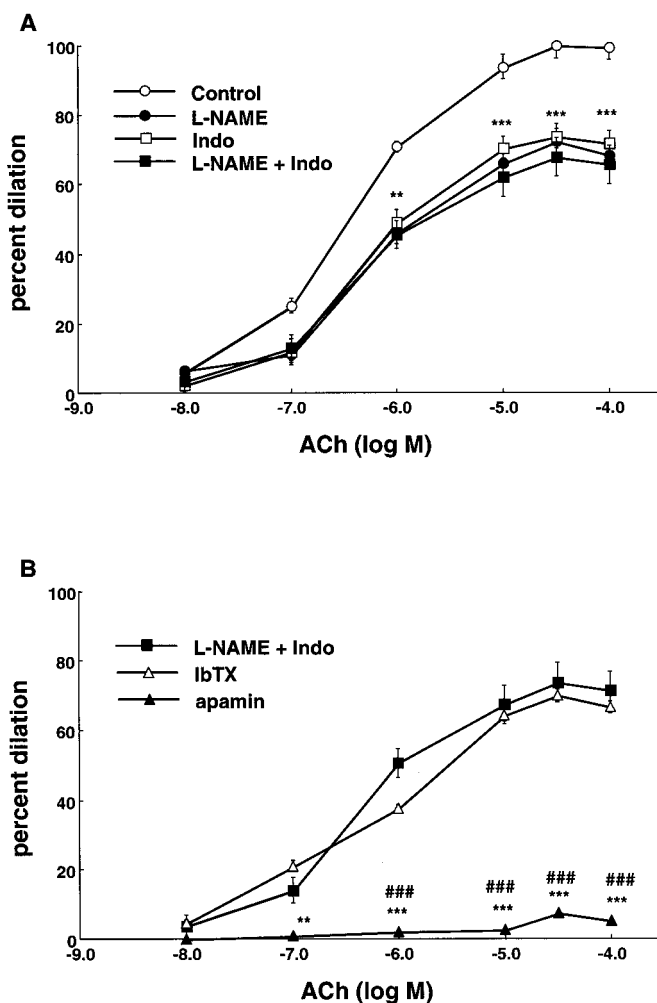 A
100
80
60
40
20
0
percent dilation
Control
L-NAME
Indo
L-NAME + Indo
**
***
***
***
-9.0
-8.0
-7.0
-6.0
-5.0
-4.0
ACh (log M)
B
100
80
60
40
20
0
percent dilation
L-NAME + Indo
IbTX
apamin
**
###
***
###
***
###
***
###
***
-9.0
-8.0
-7.0
-6.0
-5.0
-4.0
ACh (log M)